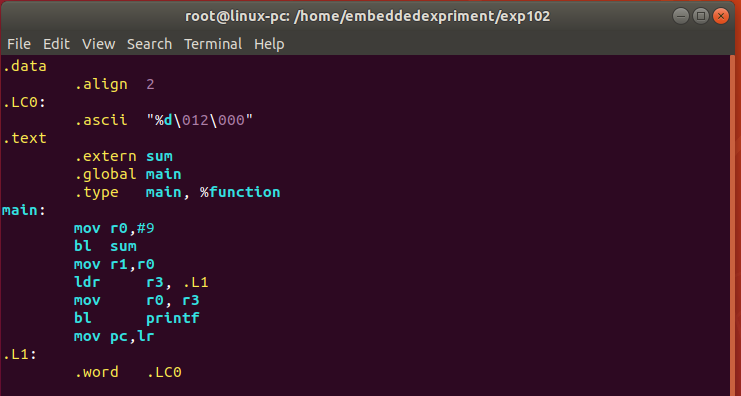 root@linux-pc: /home/embeddedexpriment/exp102
File Edit View Search Terminal Help
.data
        .align  2
.LC0:
        .ascii  "%d\012\000"
.text
        .extern sum
        .global main
        .type   main, %function
main:
        mov r0,#9
        bl  sum
        mov r1,r0
        ldr     r3, .L1
        mov     r0, r3
        bl      printf
        mov pc,lr
.L1:
        .word   .LC0